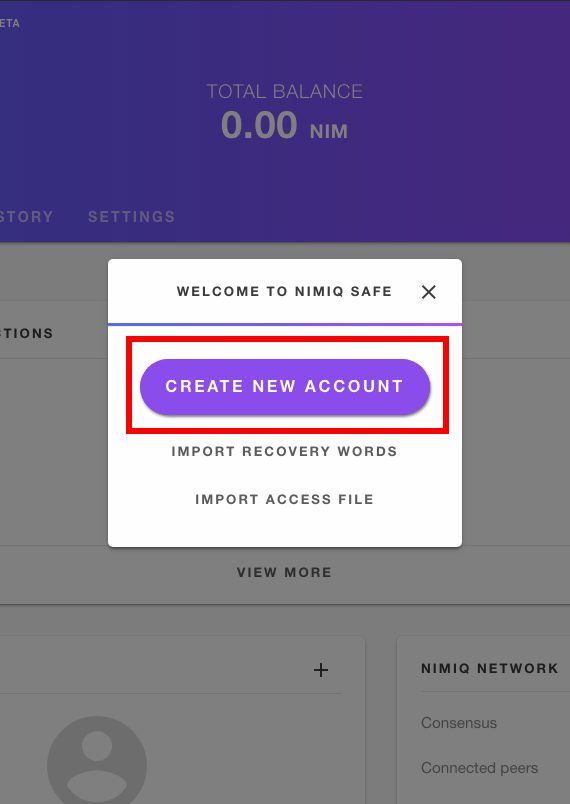 ETA
TOTAL BALANCE
0.00 NIM
STORY SETTINGS
WELCOME TO NIMIQ SAFE
CTIONS
CREATE NEW ACCOUNT
IMPORT RECOVERY WORDS
IMPORT ACCESS FILE
VIEW MORE
NIMIQ NETWORK
Consensus
Connected peers